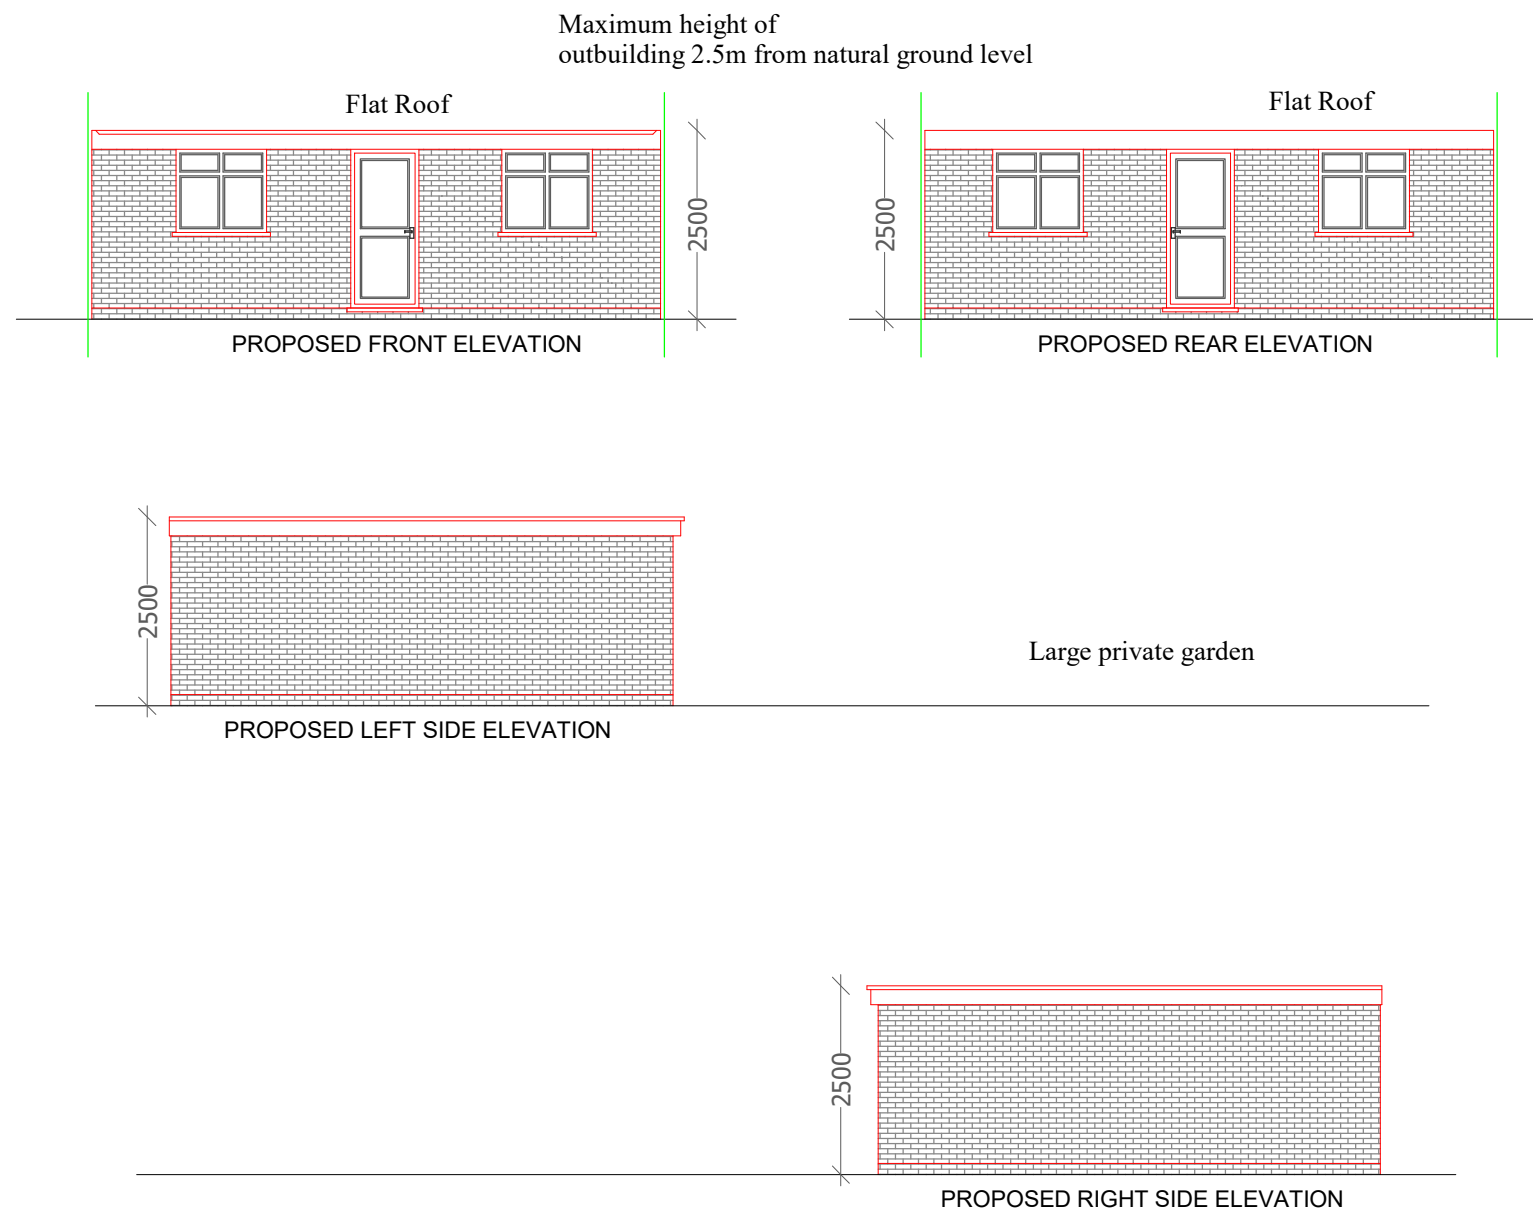 Maximum height of
outbuilding 2.5m from natural ground level
Flat Roof
Flat Roof
2500
2500
PROPOSED FRONT ELEVATION
PROPOSED REAR ELEVATION
2500
Large private garden
PROPOSED LEFT SIDE ELEVATION
2500
PROPOSED RIGHT SIDE ELEVATION